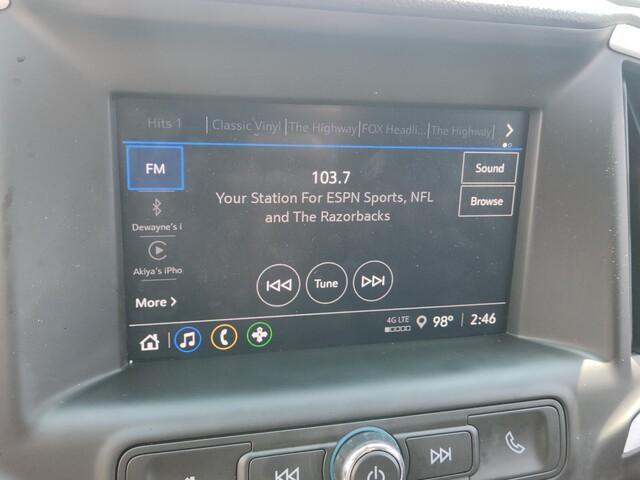 Hits 1 Classic Vinyl The Highway FOX Headli... The Highway
FM
Dewayne's i
Akiya's iPho
More
103.7
Your Station For ESPN Sports, NFL
and The Razorbacks
Sound
Browse
Tune
4G LTE
98° 2:46